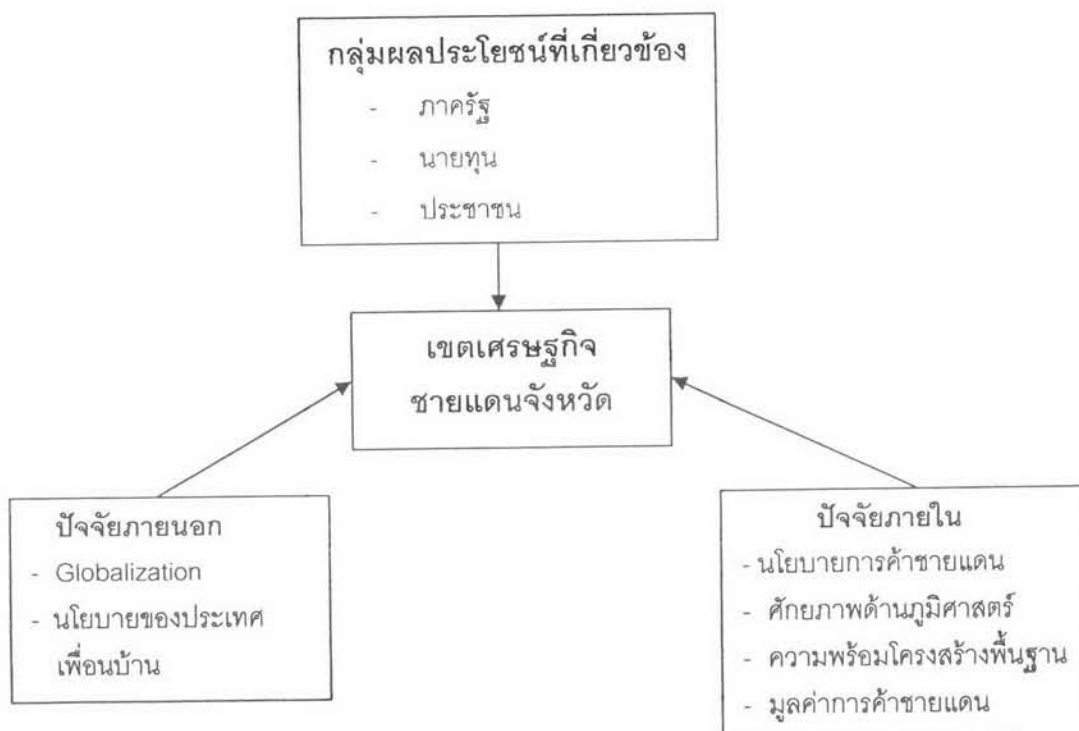 กลุ่มผลประโยชน์ที่เกี่ยวข้อง
- ภาครัฐ
- นายทุน
- ประชาชน
เขตเศรษฐกิจ
ชายแดนจังหวัด
ปัจจัยภายนอก
- Globalization
- นโยบายของประเทศ
เพื่อนบ้าน
ปัจจัยภายใน
- นโยบายการค้าชายแดน
- ศักยภาพด้านภูมิศาสตร์
- ความพร้อมโครงสร้างพื้นฐาน
- มูลค่าการค้าชายแดน